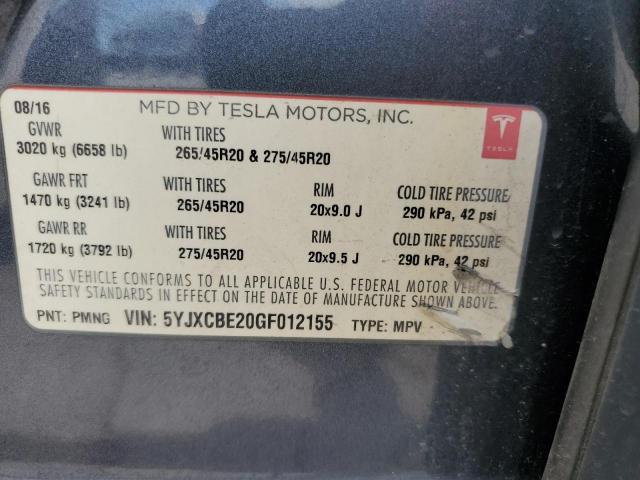 08/16 MFD BY TESLA MOTORS, INC.
GVWR WITH TIRES
3020 kg (6658 lb) 265/45R20 & 275/45R20
TESLA
GAWR FRT WITH TIRES RIM COLD TIRE PRESSURE
1470 kg (3241 lb) 265/45R20 20x9.0 J 290 kPa, 42 psi
GAWR RR WITH TIRES RIM COLD TIRE PRESSURE
1720 kg (3792 lb) 275/45R20 20x9.5 J 290 kPa, 42 psi
THIS VEHICLE CONFORMS TO ALL APPLICABLE U.S. FEDERAL MOTOR VEHICLE
SAFETY STANDARDS IN EFFECT ON THE DATE OF MANUFACTURE SHOWN ABOVE.
PNT: PMNG VIN: 5YJXCBE20GF012155 TYPE: MPV